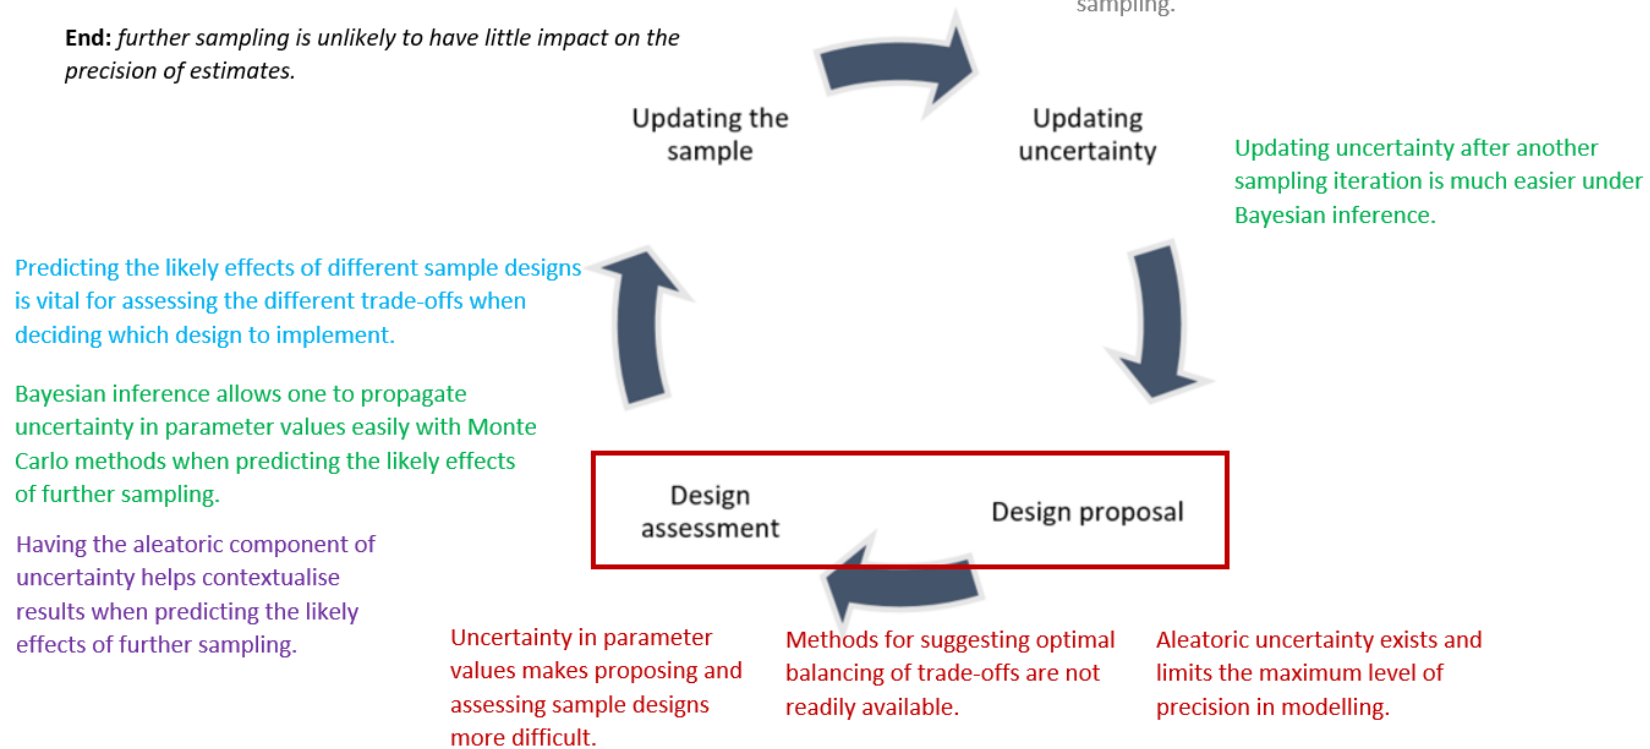 sampling.
End: further sampling is unlikely to have little impact on the
precision of estimates.
Updating the
sample
Updating
uncertainty
Updating uncertainty after another
sampling iteration is much easier under
Bayesian inference.
Predicting the likely effects of different sample designs
is vital for assessing the different trade-offs when
deciding which design to implement.
Bayesian inference allows one to propagate
uncertainty in parameter values easily with Monte
Carlo methods when predicting the likely effects
of further sampling.
Design
assessment
Design proposal
Having the aleatoric component of
uncertainty helps contextualise
results when predicting the likely
effects of further sampling.
Uncertainty in parameter
values makes proposing and
assessing sample designs
more difficult.
Methods for suggesting optimal
balancing of trade-offs are not
readily available.
Aleatoric uncertainty exists and
limits the maximum level of
precision in modelling.